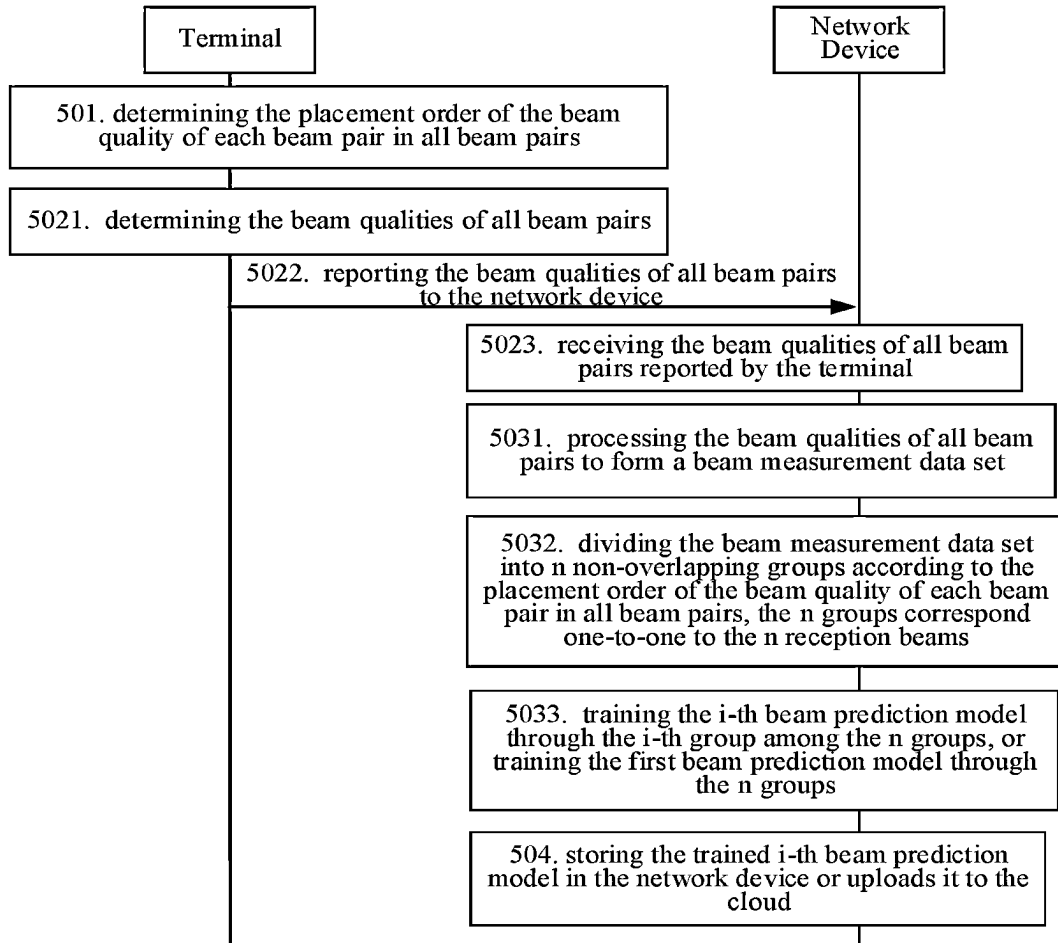 Terminal
Network
Device
501. determining the placement order of the beam
quality of each beam pair in all beam pairs
5021. determining the beam qualities of all beam pairs
5022. reporting the beam qualities of all beam pairs
to the network device
5023. receiving the beam qualities of all beam
pairs reported by the terminal
5031. processing the beam qualities of all beam
pairs to form a beam measurement data set
5032. dividing the beam measurement data set
into n non-overlapping groups according to the
placement order of the beam quality of each beam
pair in all beam pairs, the n groups correspond
one-to-one to the n reception beams
5033. training the i-th beam prediction model
through the i-th group among the n groups, or
training the first beam prediction model through
the n groups
504. storing the trained i-th beam prediction
model in the network device or uploads it to the
cloud